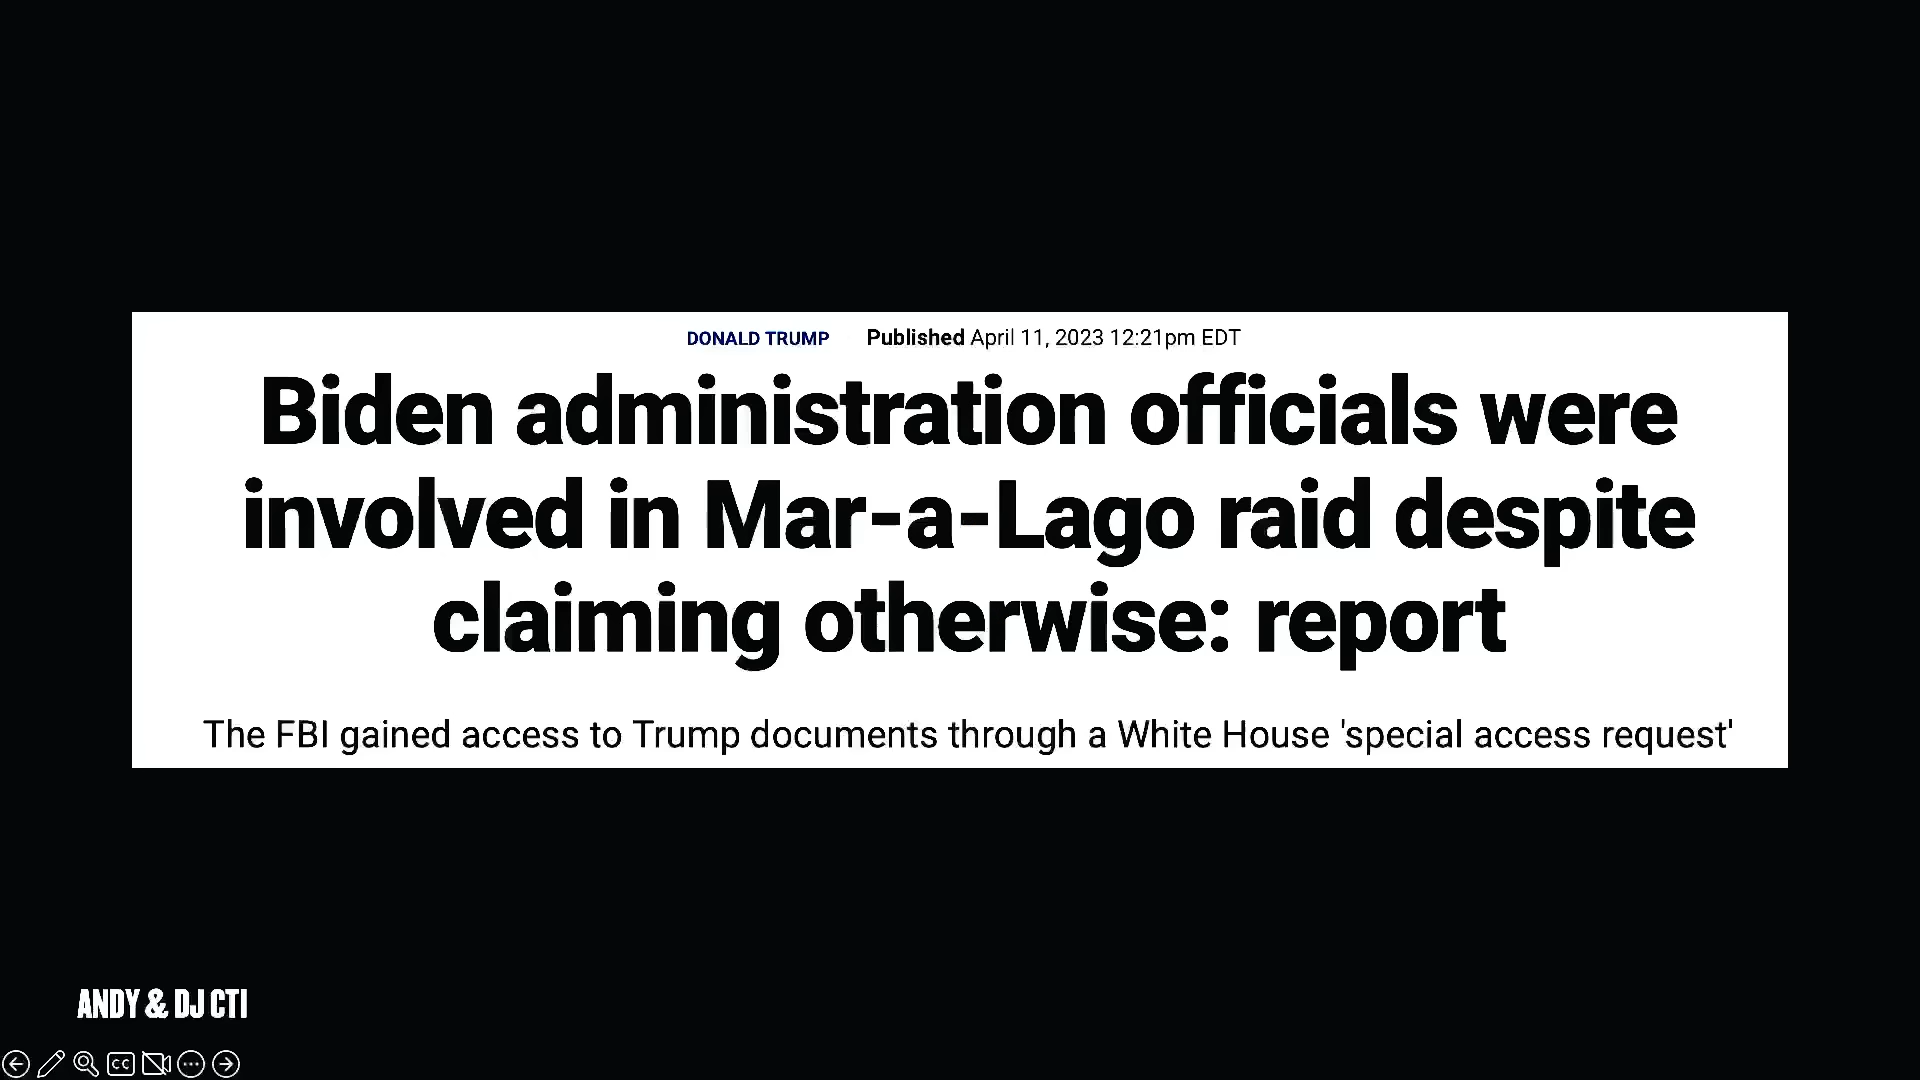 DONALD TRUMP Published April 11, 2023 12:21pm EDT
Biden administration officials were
involved in Mar-a-Lago raid despite
claiming otherwise: report
The FBI gained access to Trump documents through a White House 'special access request'
ANDY & DJ CTI
CC